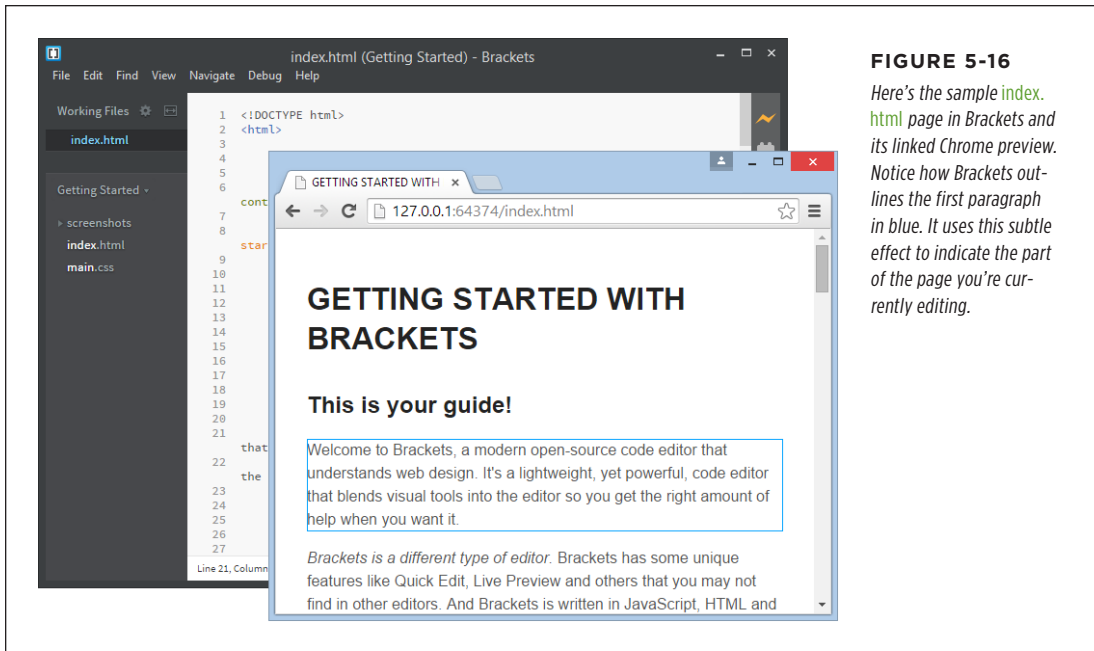 index.html (Getting Started) - Brackets
File Edit Find View Navigate Debug Help
Working Files
index.html
Getting Started
screenshots
index.html
main.css
1 <!DOCTYPE html>
2 <html>
3
4
5
6
cont
7
8
star
9
10
11
12
13
14
15
16
17
18
19
20
21
that
22
the
23
24
25
26
27
Line 21, Column
GETTING STARTED WITH
127.0.0.1:64374/index.html
GETTING STARTED WITH
BRACKETS
This is your guide!
Welcome to Brackets, a modern open-source code editor that
understands web design. It's a lightweight, yet powerful, code editor
that blends visual tools into the editor so you get the right amount of
help when you want it.
Brackets is a different type of editor. Brackets has some unique
features like Quick Edit, Live Preview and others that you may not
find in other editors. And Brackets is written in JavaScript, HTML and
FIGURE 5-16
Here's the sample index.
html page in Brackets and
its linked Chrome preview.
Notice how Brackets out-
lines the first paragraph
in blue. It uses this subtle
effect to indicate the part
of the page you're cur-
rently editing.